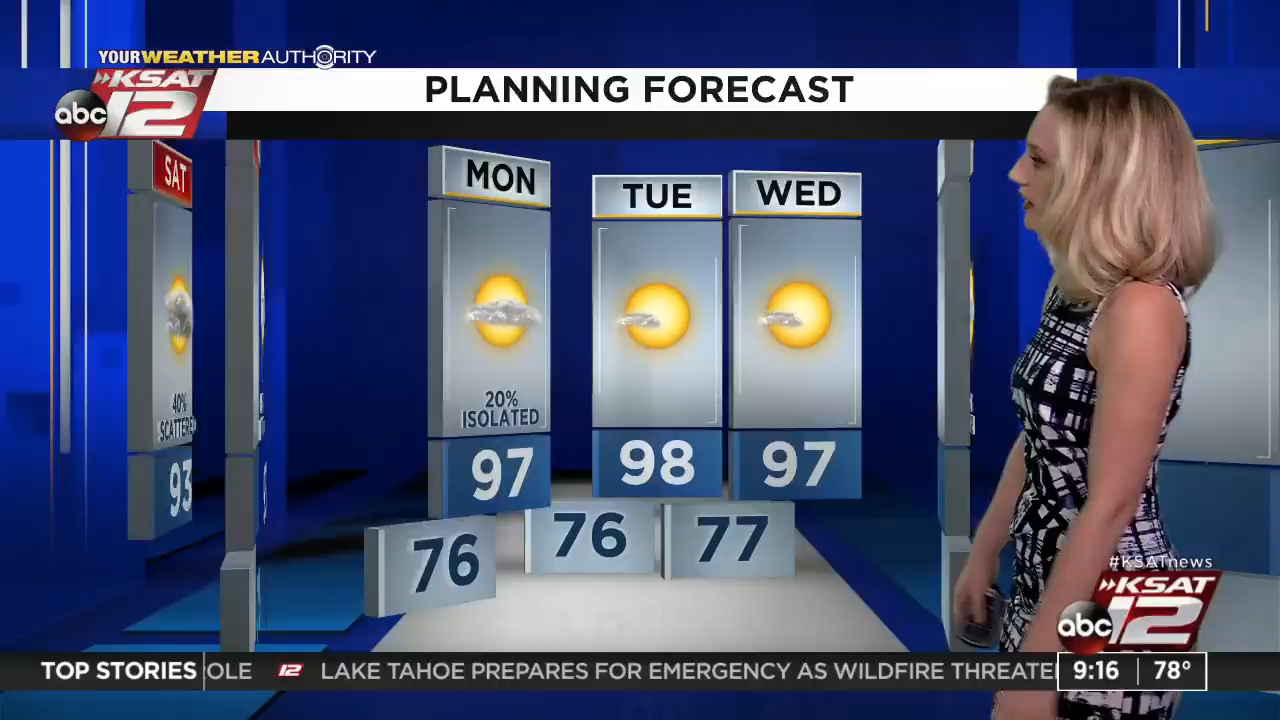 YOURWEATHERAUTHORITY
KSAT
abc 12
PLANNING FORECAST
SAT
40%
93
MON
20%
ISOLATED
97
76
TUE
98
76
WED
97
77
#KSATnews
KSAT
abc 12
TOP STORIES OLE 12 LAKE TAHOE PREPARES FOR EMERGENCY AS WILDFIRE
9:16 78°